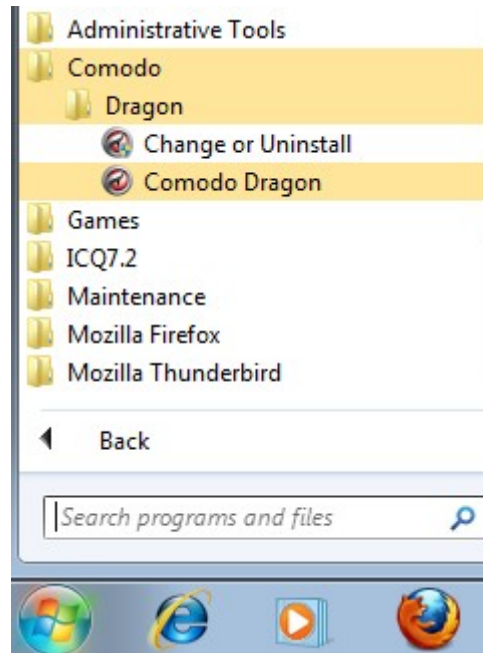 Administrative Tools
Comodo
Dragon
Change or Uninstall
Comodo Dragon
Games
ICQ7.2
Maintenance
Mozilla Firefox
Mozilla Thunderbird
Back
Search programs and files